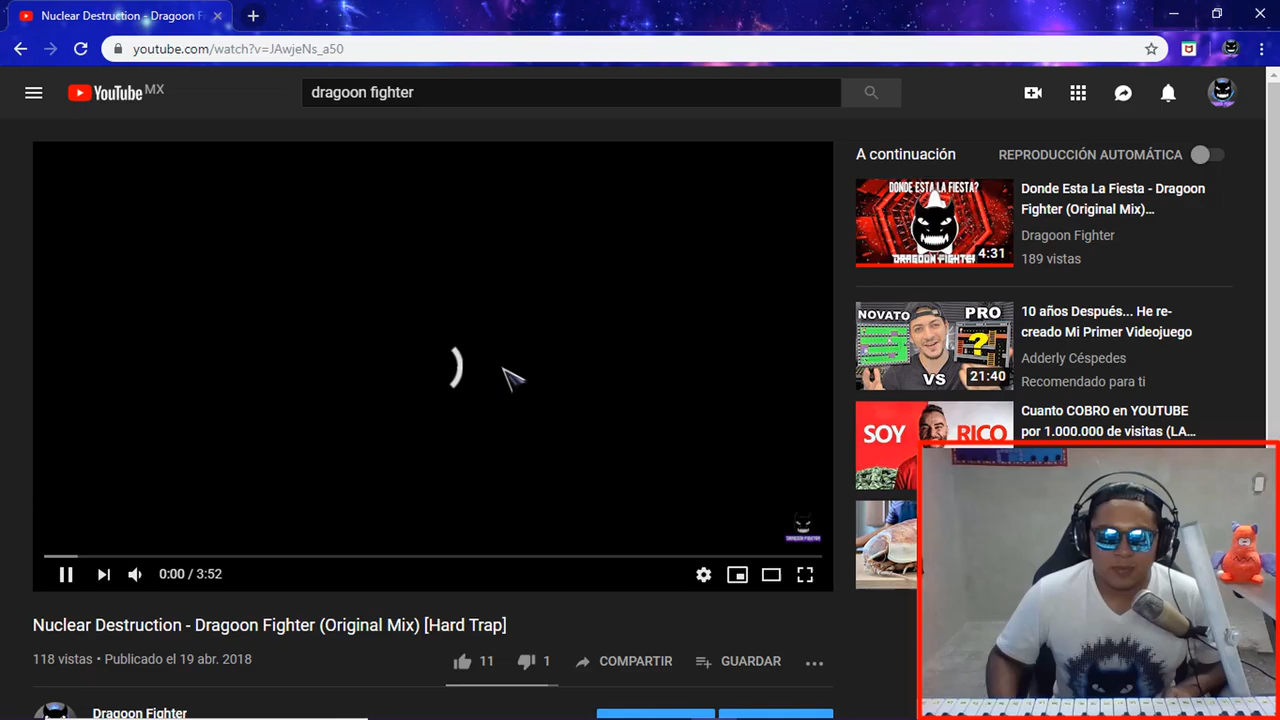 Nuclear Destruction - Dragoon F
youtube.com/watch?v=JAwjeNs_a50
YouTube MX
dragoon fighter
A continuación
REPRODUCCIÓN AUTOMÁTICA
DONDE ESTA LA FIESTA?
DRAGOON FIGHTER
4:31
Donde Esta La Fiesta - Dragoon
Fighter (Original Mix)…
Dragoon Fighter
189 vistas
NOVATO
PRO
?
VS
21:40
10 años Después... He re-
creado Mi Primer Videojuego
Adderly Céspedes
Recomendado para ti
SOY
RICO
Cuanto COBRO en YOUTUBE
por 1.000.000 de visitas (LA…
DRAGOON FIGHTER
0:00 / 3:52
Nuclear Destruction - Dragoon Fighter (Original Mix) [Hard Trap]
118 vistas • Publicado el 19 abr. 2018
11
1
COMPARTIR
GUARDAR
Dragoon Fighter